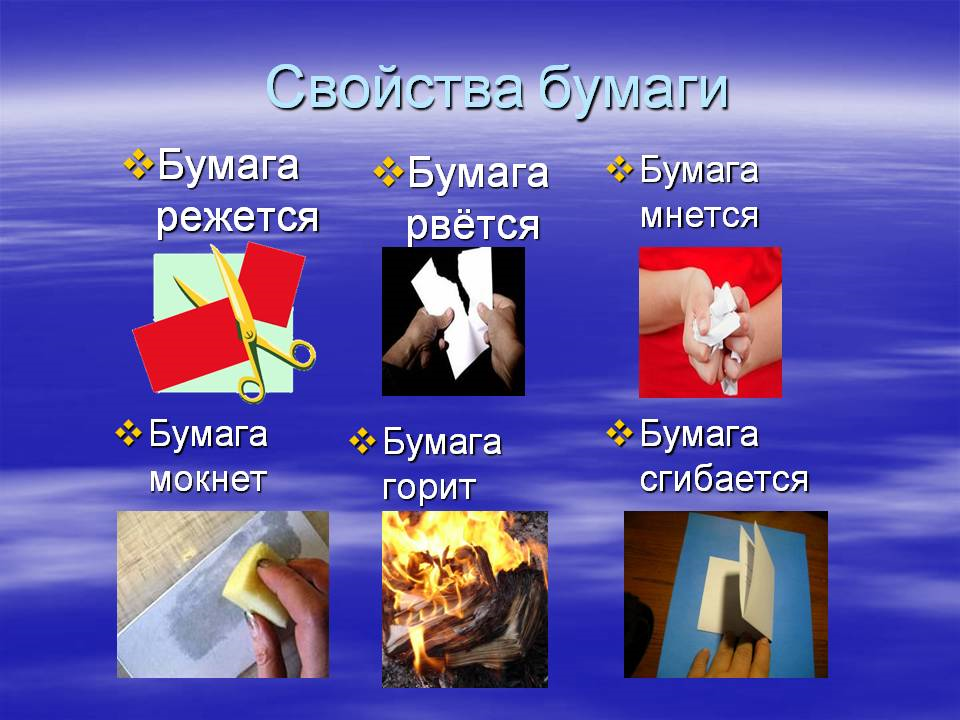 Свойства бумаги
Бумага
режется
Бумага
рвётся
Бумага
мнется
Бумага
мокнет
Бумага
горит
Бумага
сгибается